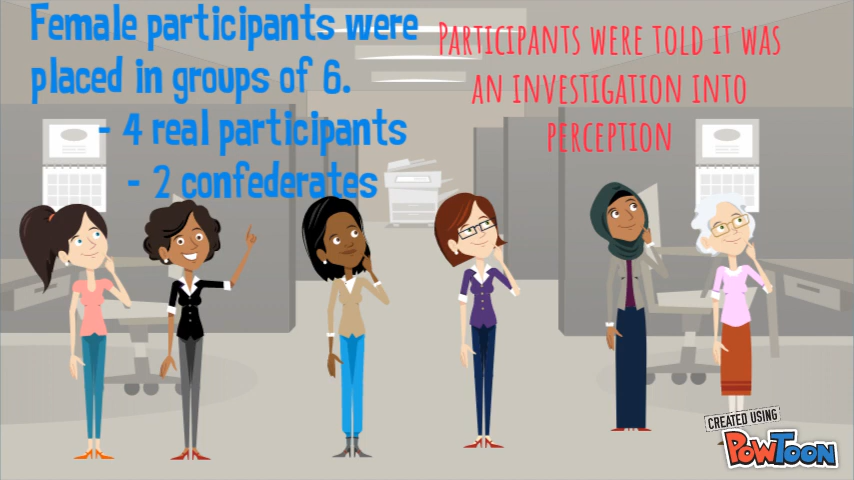 Female participants were
placed in groups of 6.
- 4 real participants
- 2 confederates
PARTICIPANTS WERE TOLD IT WAS
AN INVESTIGATION INTO
PERCEPTION
CREATED USING
POWTOON